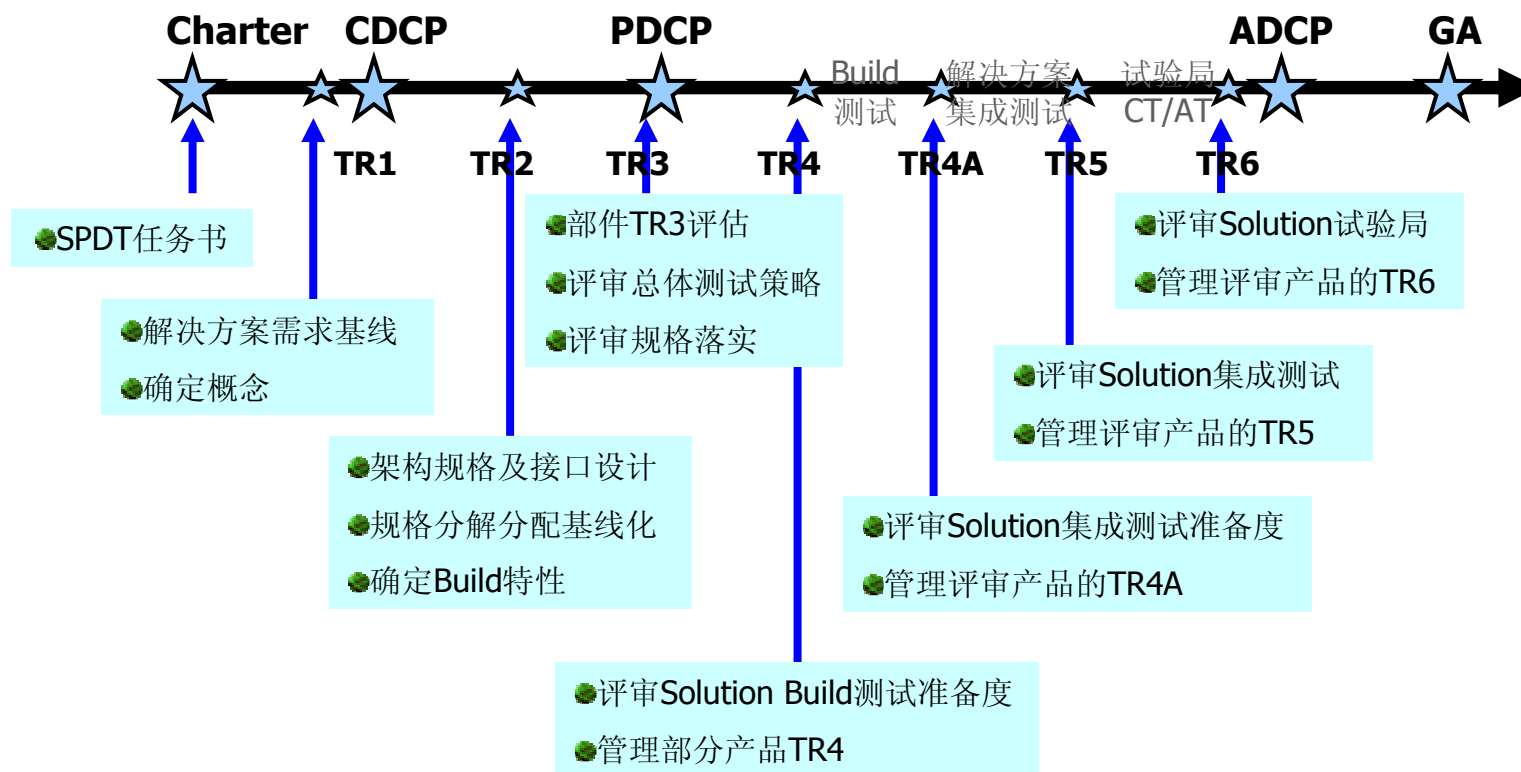 Charter
CDCP
PDCP
ADCP
GA
Build
测试
解决方案
集成测试
试验局
CT/AT
TR1
TR2
TR3
TR4
TR4A
TR5
TR6
SPDT任务书
解决方案需求基线
确定概念
架构规格及接口设计
规格分解分配基线化
确定Build特性
部件TR3评估
评审总体测试策略
评审规格落实
评审Solution Build测试准备度
管理部分产品TR4
评审Solution集成测试准备度
管理评审产品的TR4A
评审Solution集成测试
管理评审产品的TR5
评审Solution试验局
管理评审产品的TR6